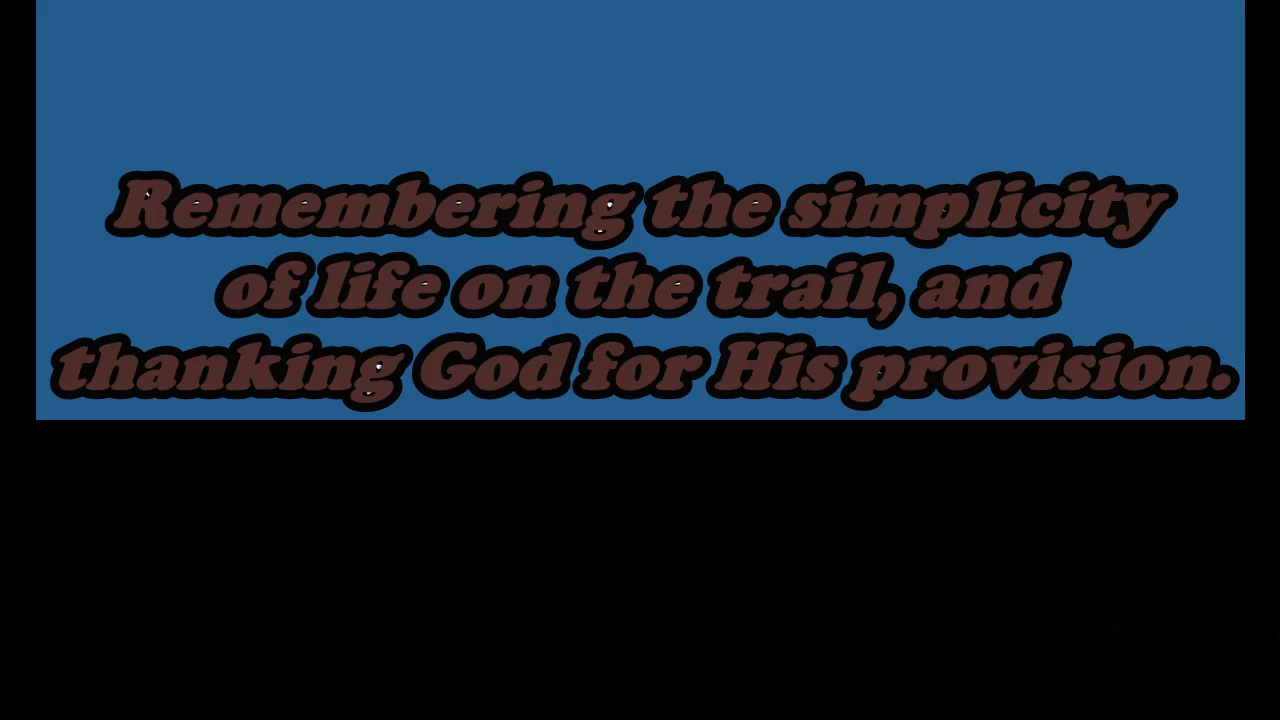 Remembering the simplicity
of life on the trail, and
thanking God for His provision.